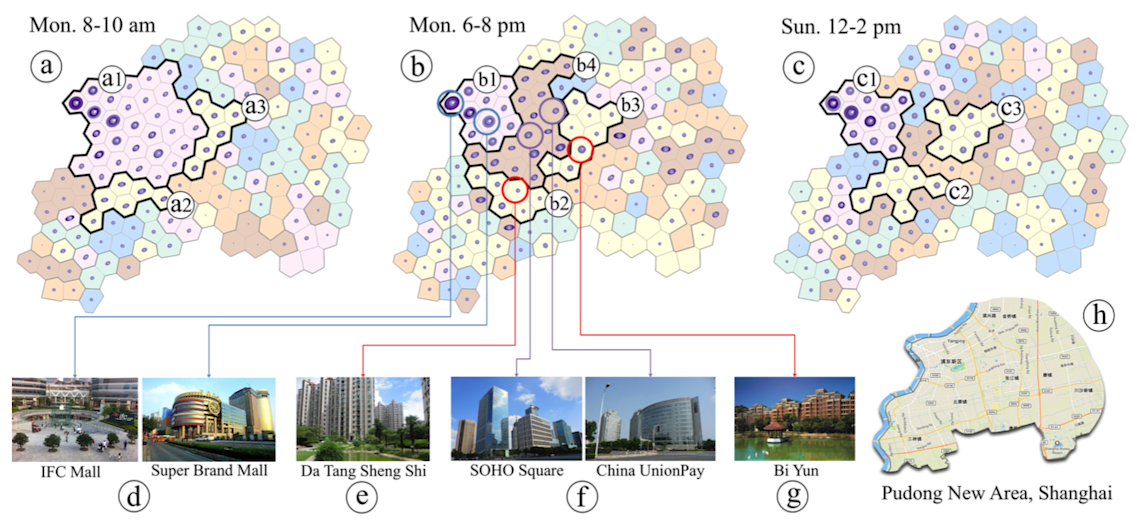 Mon. 8-10 am
Mon. 6-8 pm
Sun. 12-2 pm
a
b
c
a1
a3
a2
b1
b4
b3
b2
c1
c3
c2
h
IFC Mall
Super Brand Mall
Da Tang Sheng Shi
SOHO Square
China UnionPay
Bi Yun
d
e
f
g
Pudong New Area, Shanghai